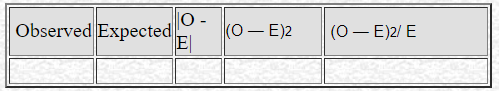 Observed Expected |O - E| (O — E)2 (O — E)2/ E